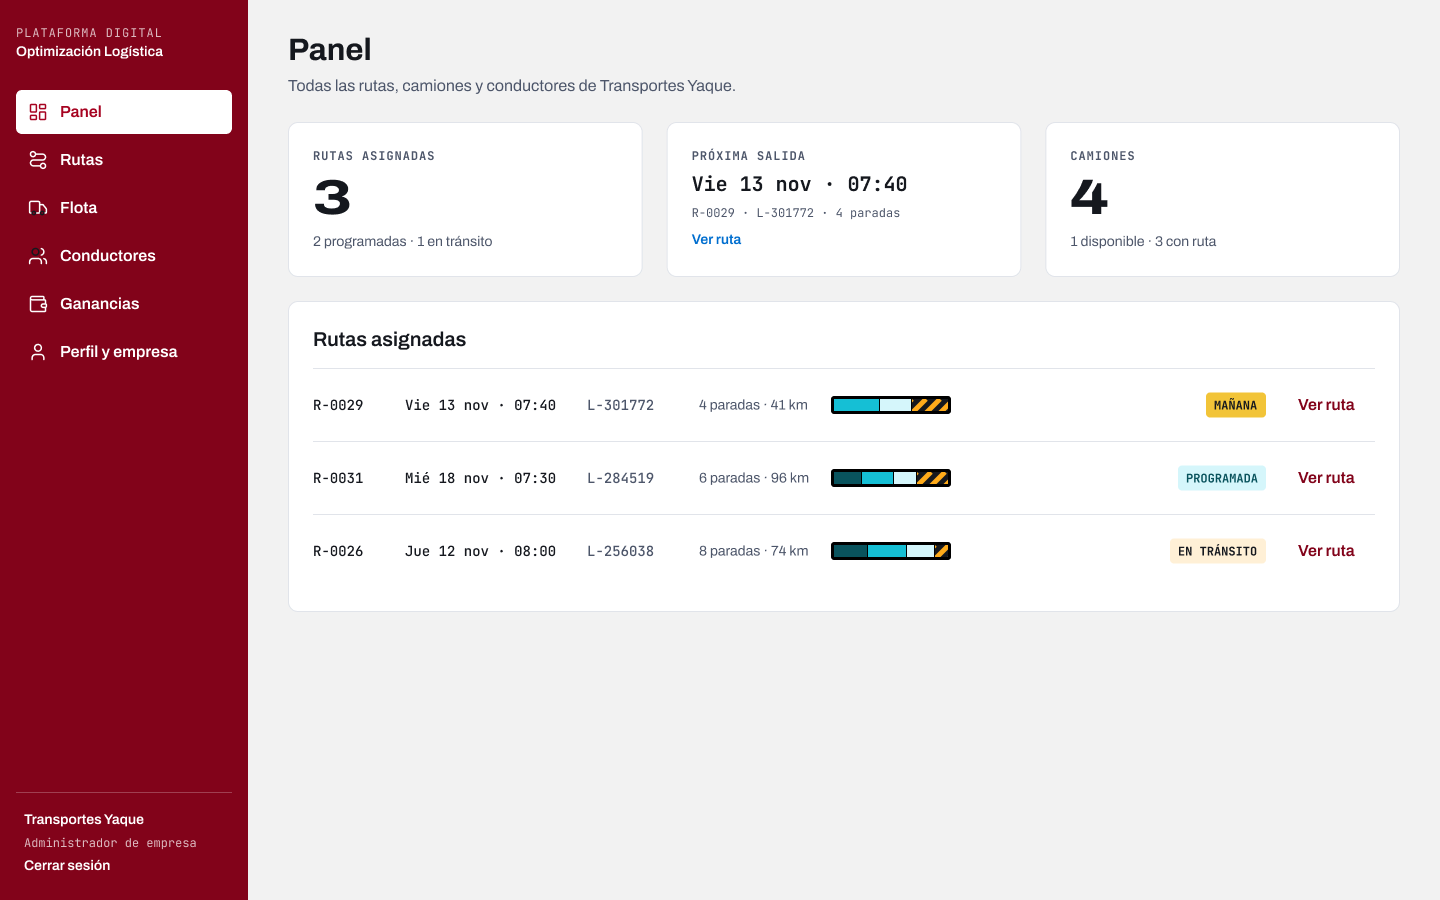 PLATAFORMA DIGITAL
Optimización Logística
Panel
Rutas
Flota
Conductores
Ganancias
Perfil y empresa
Transportes Yaque
Administrador de empresa
Cerrar sesión
Panel
Todas las rutas, camiones y conductores de Transportes Yaque.
RUTAS ASIGNADAS
3
2 programadas · 1 en tránsito
PRÓXIMA SALIDA
Vie 13 nov · 07:40
R-0029 · L-301772 · 4 paradas
Ver ruta
CAMIONES
4
1 disponible · 3 con ruta
Rutas asignadas
R-0029 Vie 13 nov · 07:40 L-301772 4 paradas · 41 km MAÑANA Ver ruta
R-0031 Mié 18 nov · 07:30 L-284519 6 paradas · 96 km PROGRAMADA Ver ruta
R-0026 Jue 12 nov · 08:00 L-256038 8 paradas · 74 km EN TRÁNSITO Ver ruta